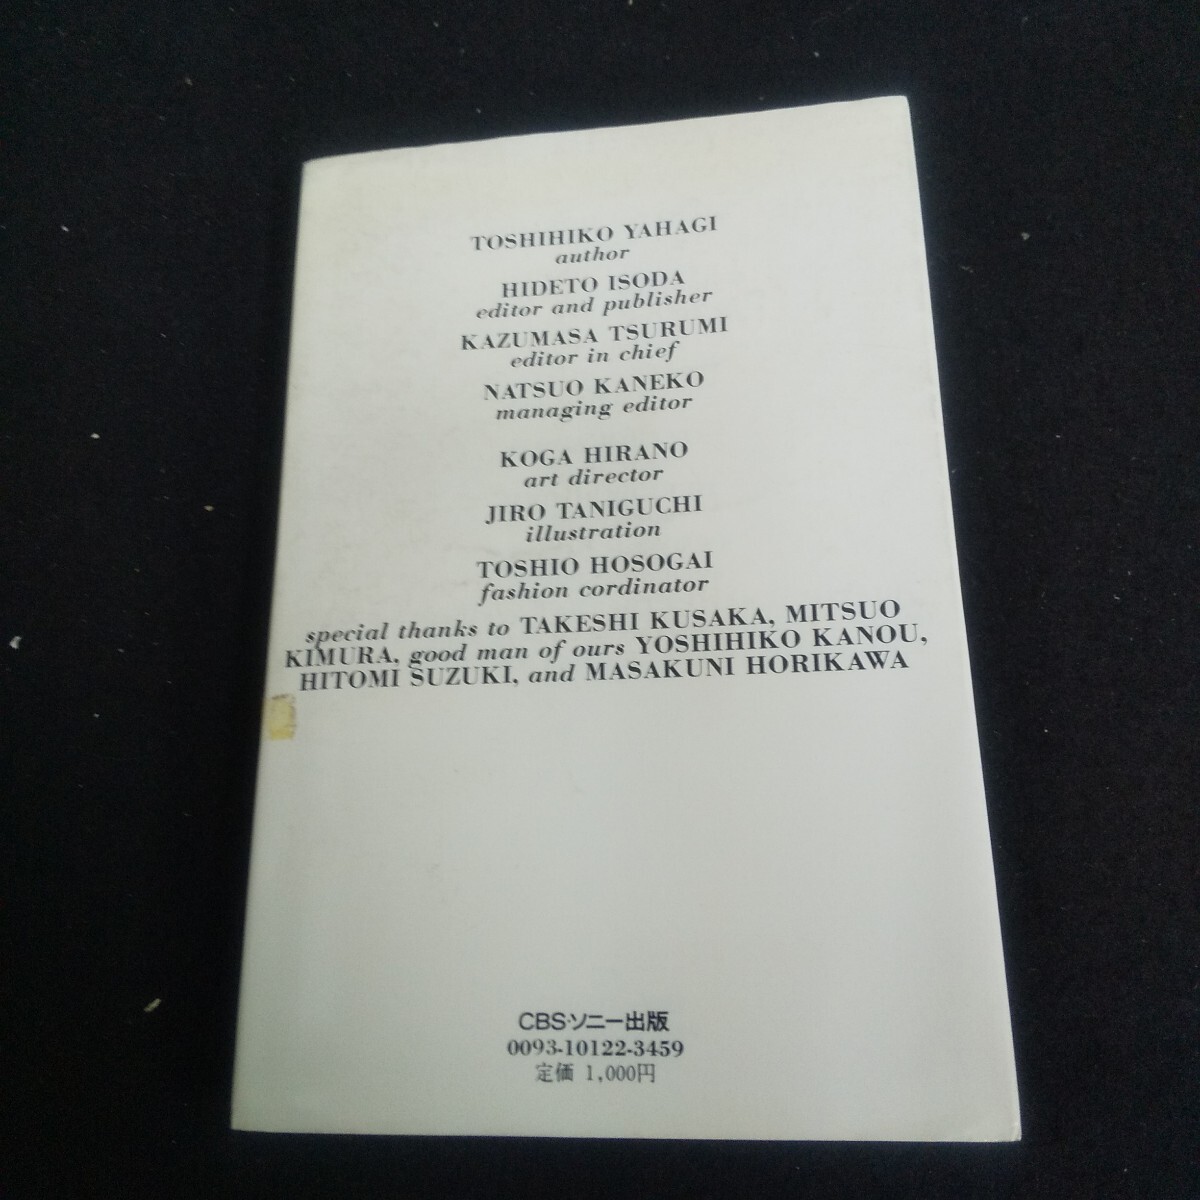 TOSHIHIKO YAHAGI
author
HIDETO ISODA
editor and publisher
KAZUMASA TSURUMI
editor in chief
NATSUO KANEKO
managing editor
KOGA HIRANO
art director
JIRO TANIGUCHI
illustration
TOSHIO HOSOGAI
fashion cordinator
special thanks to TAKESHI KUSAKA, MITSUO
KIMURA, good man of ours YOSHIHIKO KANOU,
HITOMI SUZUKI, and MASAKUNI HORIKAWA
CBS・ソニー出版
0093-10122-3459
定価 1,000円